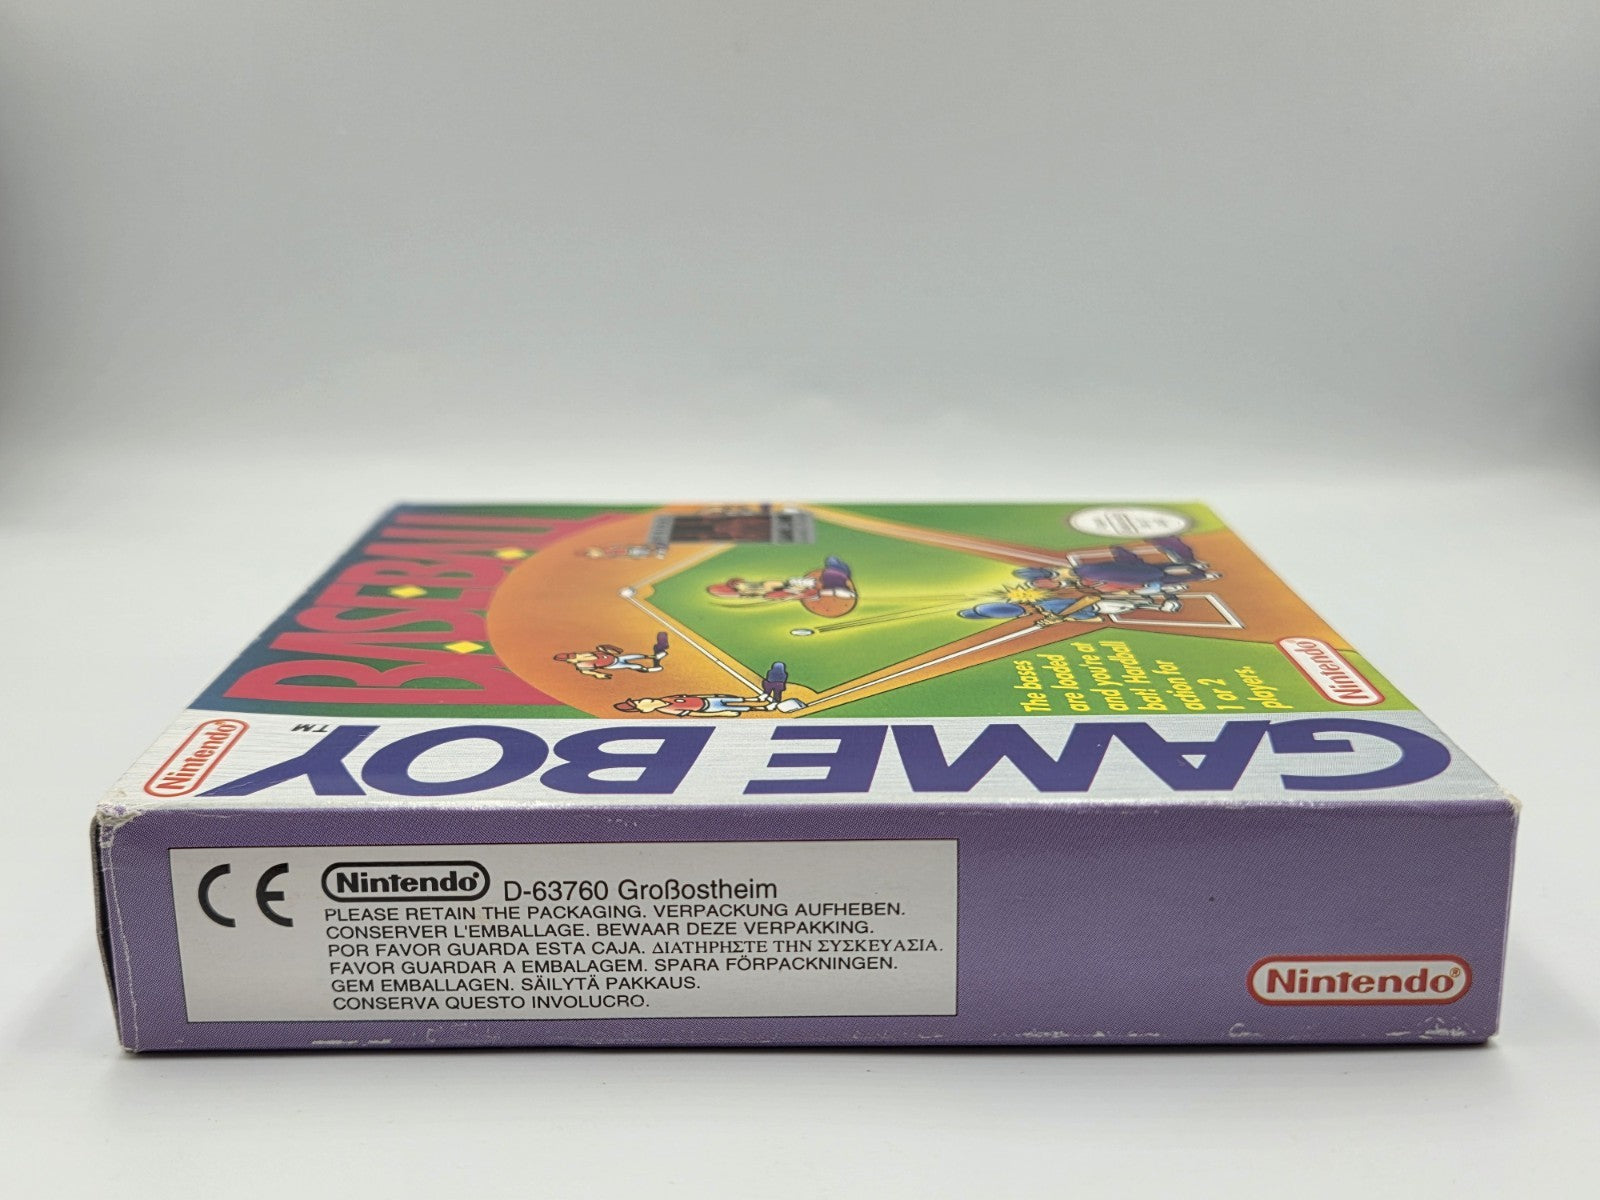 BASEBALL
The bases
are loaded
and you're at
bat! Hardball
action for
1 or 2
players.
Nintendo
Nintendo
GAME BOY™
CE
Nintendo® D-63760 Großostheim
PLEASE RETAIN THE PACKAGING. VERPACKUNG AUFHEBEN.
CONSERVER L'EMBALLAGE. BEWAAR DEZE VERPAKKING.
POR FAVOR GUARDA ESTA CAJA. ΔΙΑΤΗΡΗΣΤΕ ΤΗΝ ΣΥΣΚΕΥΑΣΙΑ.
FAVOR GUARDAR A EMBALAGEM. SPARA FÖRPACKNINGEN.
GEM EMBALLAGEN. SÄILYTÄ PAKKAUS.
CONSERVA QUESTO INVOLUCRO.
Nintendo®